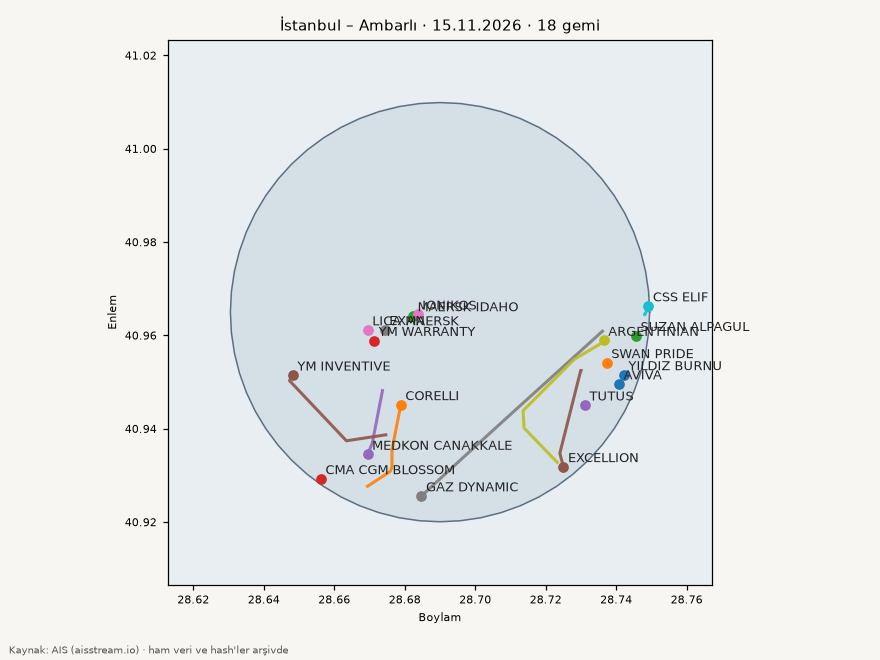 İstanbul – Ambarlı · 15.11.2026 · 18 gemi
41.02
41.00
40.98
40.96
40.94
40.92
Enlem
CSS ELIF
MAERSK IDAHO
SUZAN ALPAGUL
ARGENTINIAN
YM WARRANTY
SWAN PRIDE
YILDIZ BURNU
AVIVA
YM INVENTIVE
CORELLI
TUTUS
MEDKON CANAKKALE
EXCELLION
CMA CGM BLOSSOM
GAZ DYNAMIC
28.62
28.64
28.66
28.68
28.70
28.72
28.74
28.76
Boylam
Kaynak: AIS (aisstream.io) · ham veri ve hash'ler arşivde